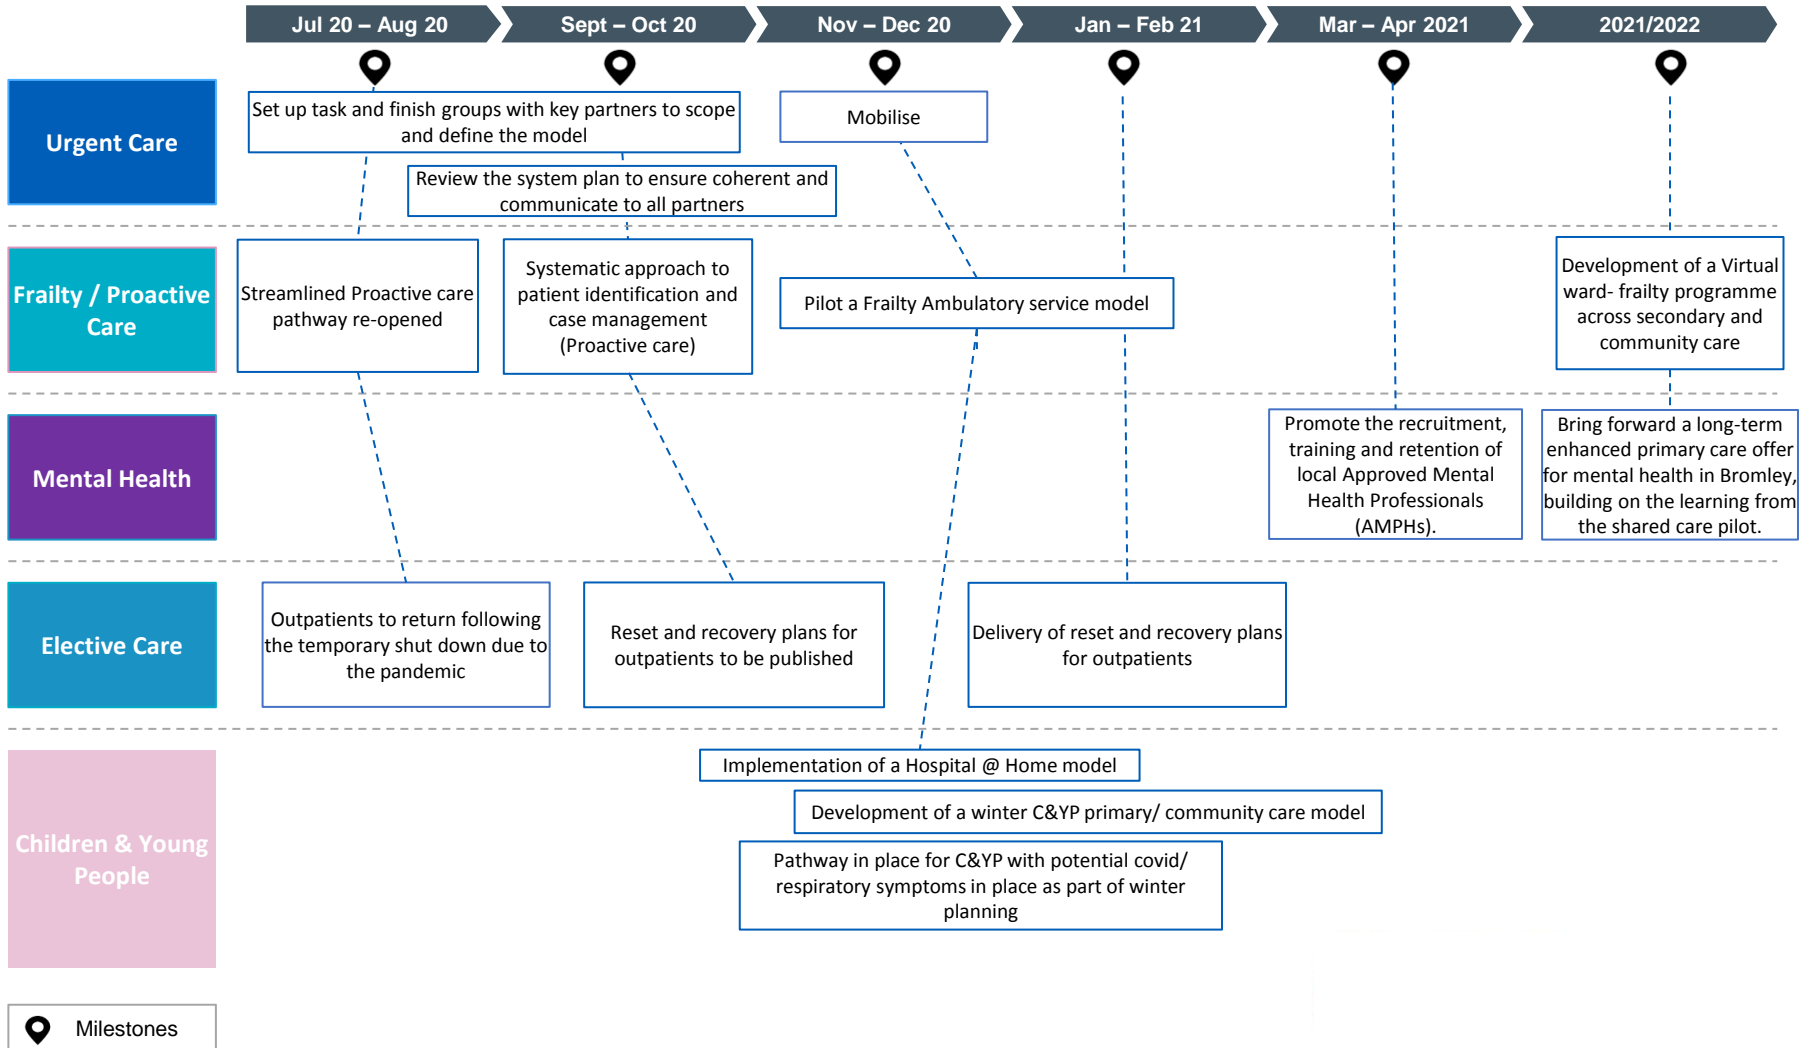 Jul 20 – Aug 20
Sept – Oct 20
Nov – Dec 20
Jan – Feb 21
Mar – Apr 2021
2021/2022
Urgent Care
Set up task and finish groups with key partners to scope
and define the model
Mobilise
Review the system plan to ensure coherent and
communicate to all partners
Frailty / Proactive
Care
Streamlined Proactive care
pathway re-opened
Systematic approach to
patient identification and
case management
(Proactive care)
Pilot a Frailty Ambulatory service model
Development of a Virtual
ward- frailty programme
across secondary and
community care
Mental Health
Promote the recruitment,
training and retention of
local Approved Mental
Health Professionals
(AMPHs).
Bring forward a long-term
enhanced primary care offer
for mental health in Bromley,
building on the learning from
the shared care pilot.
Elective Care
Outpatients to return following
the temporary shut down due to
the pandemic
Reset and recovery plans for
outpatients to be published
Delivery of reset and recovery plans
for outpatients
Children & Young
People
Implementation of a Hospital @ Home model
Development of a winter C&YP primary/ community care model
Pathway in place for C&YP with potential covid/
respiratory symptoms in place as part of winter
planning
Milestones